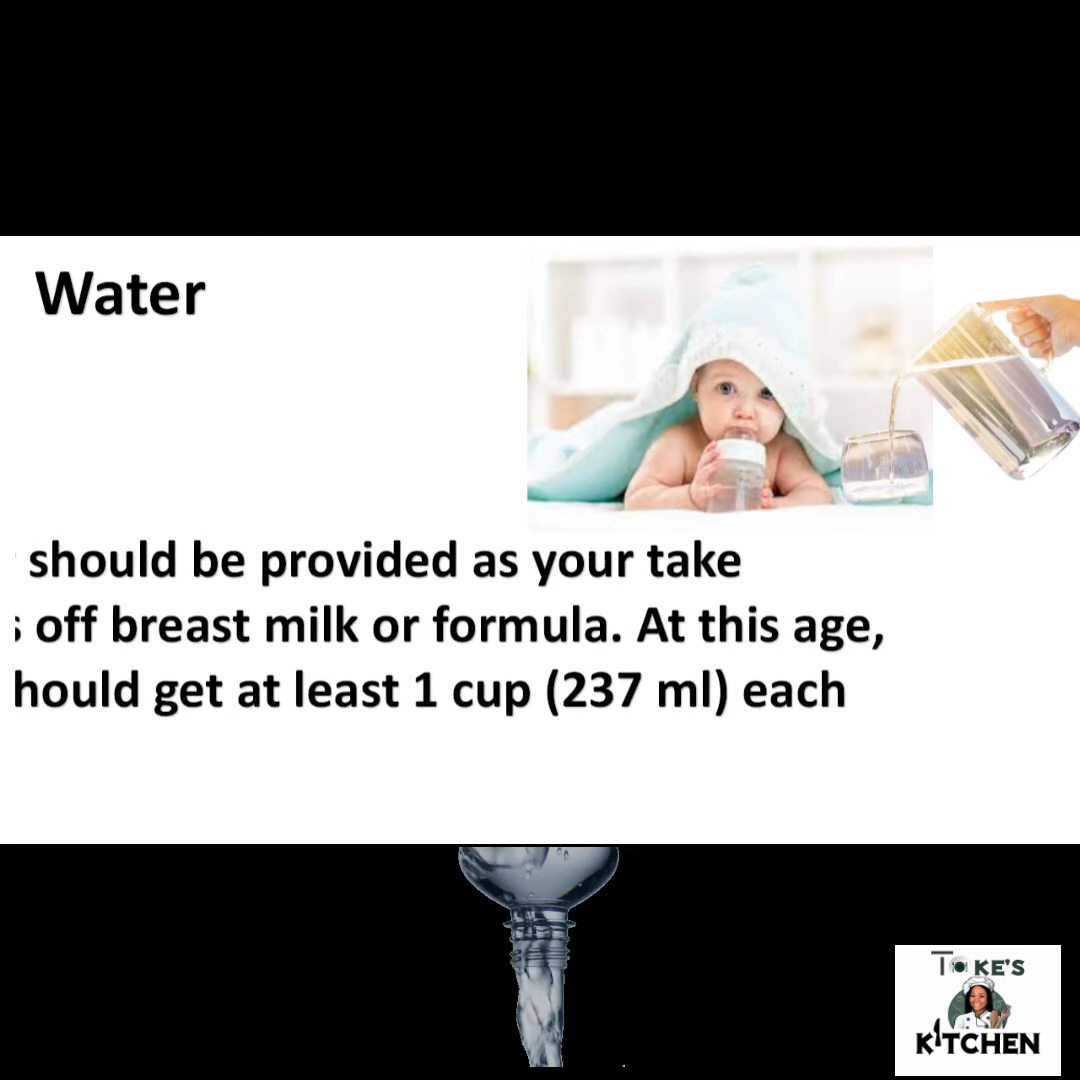 Water
should be provided as your take
off breast milk or formula. At this age,
hould get at least 1 cup (237 ml) each
TOKE'S
KITCHEN